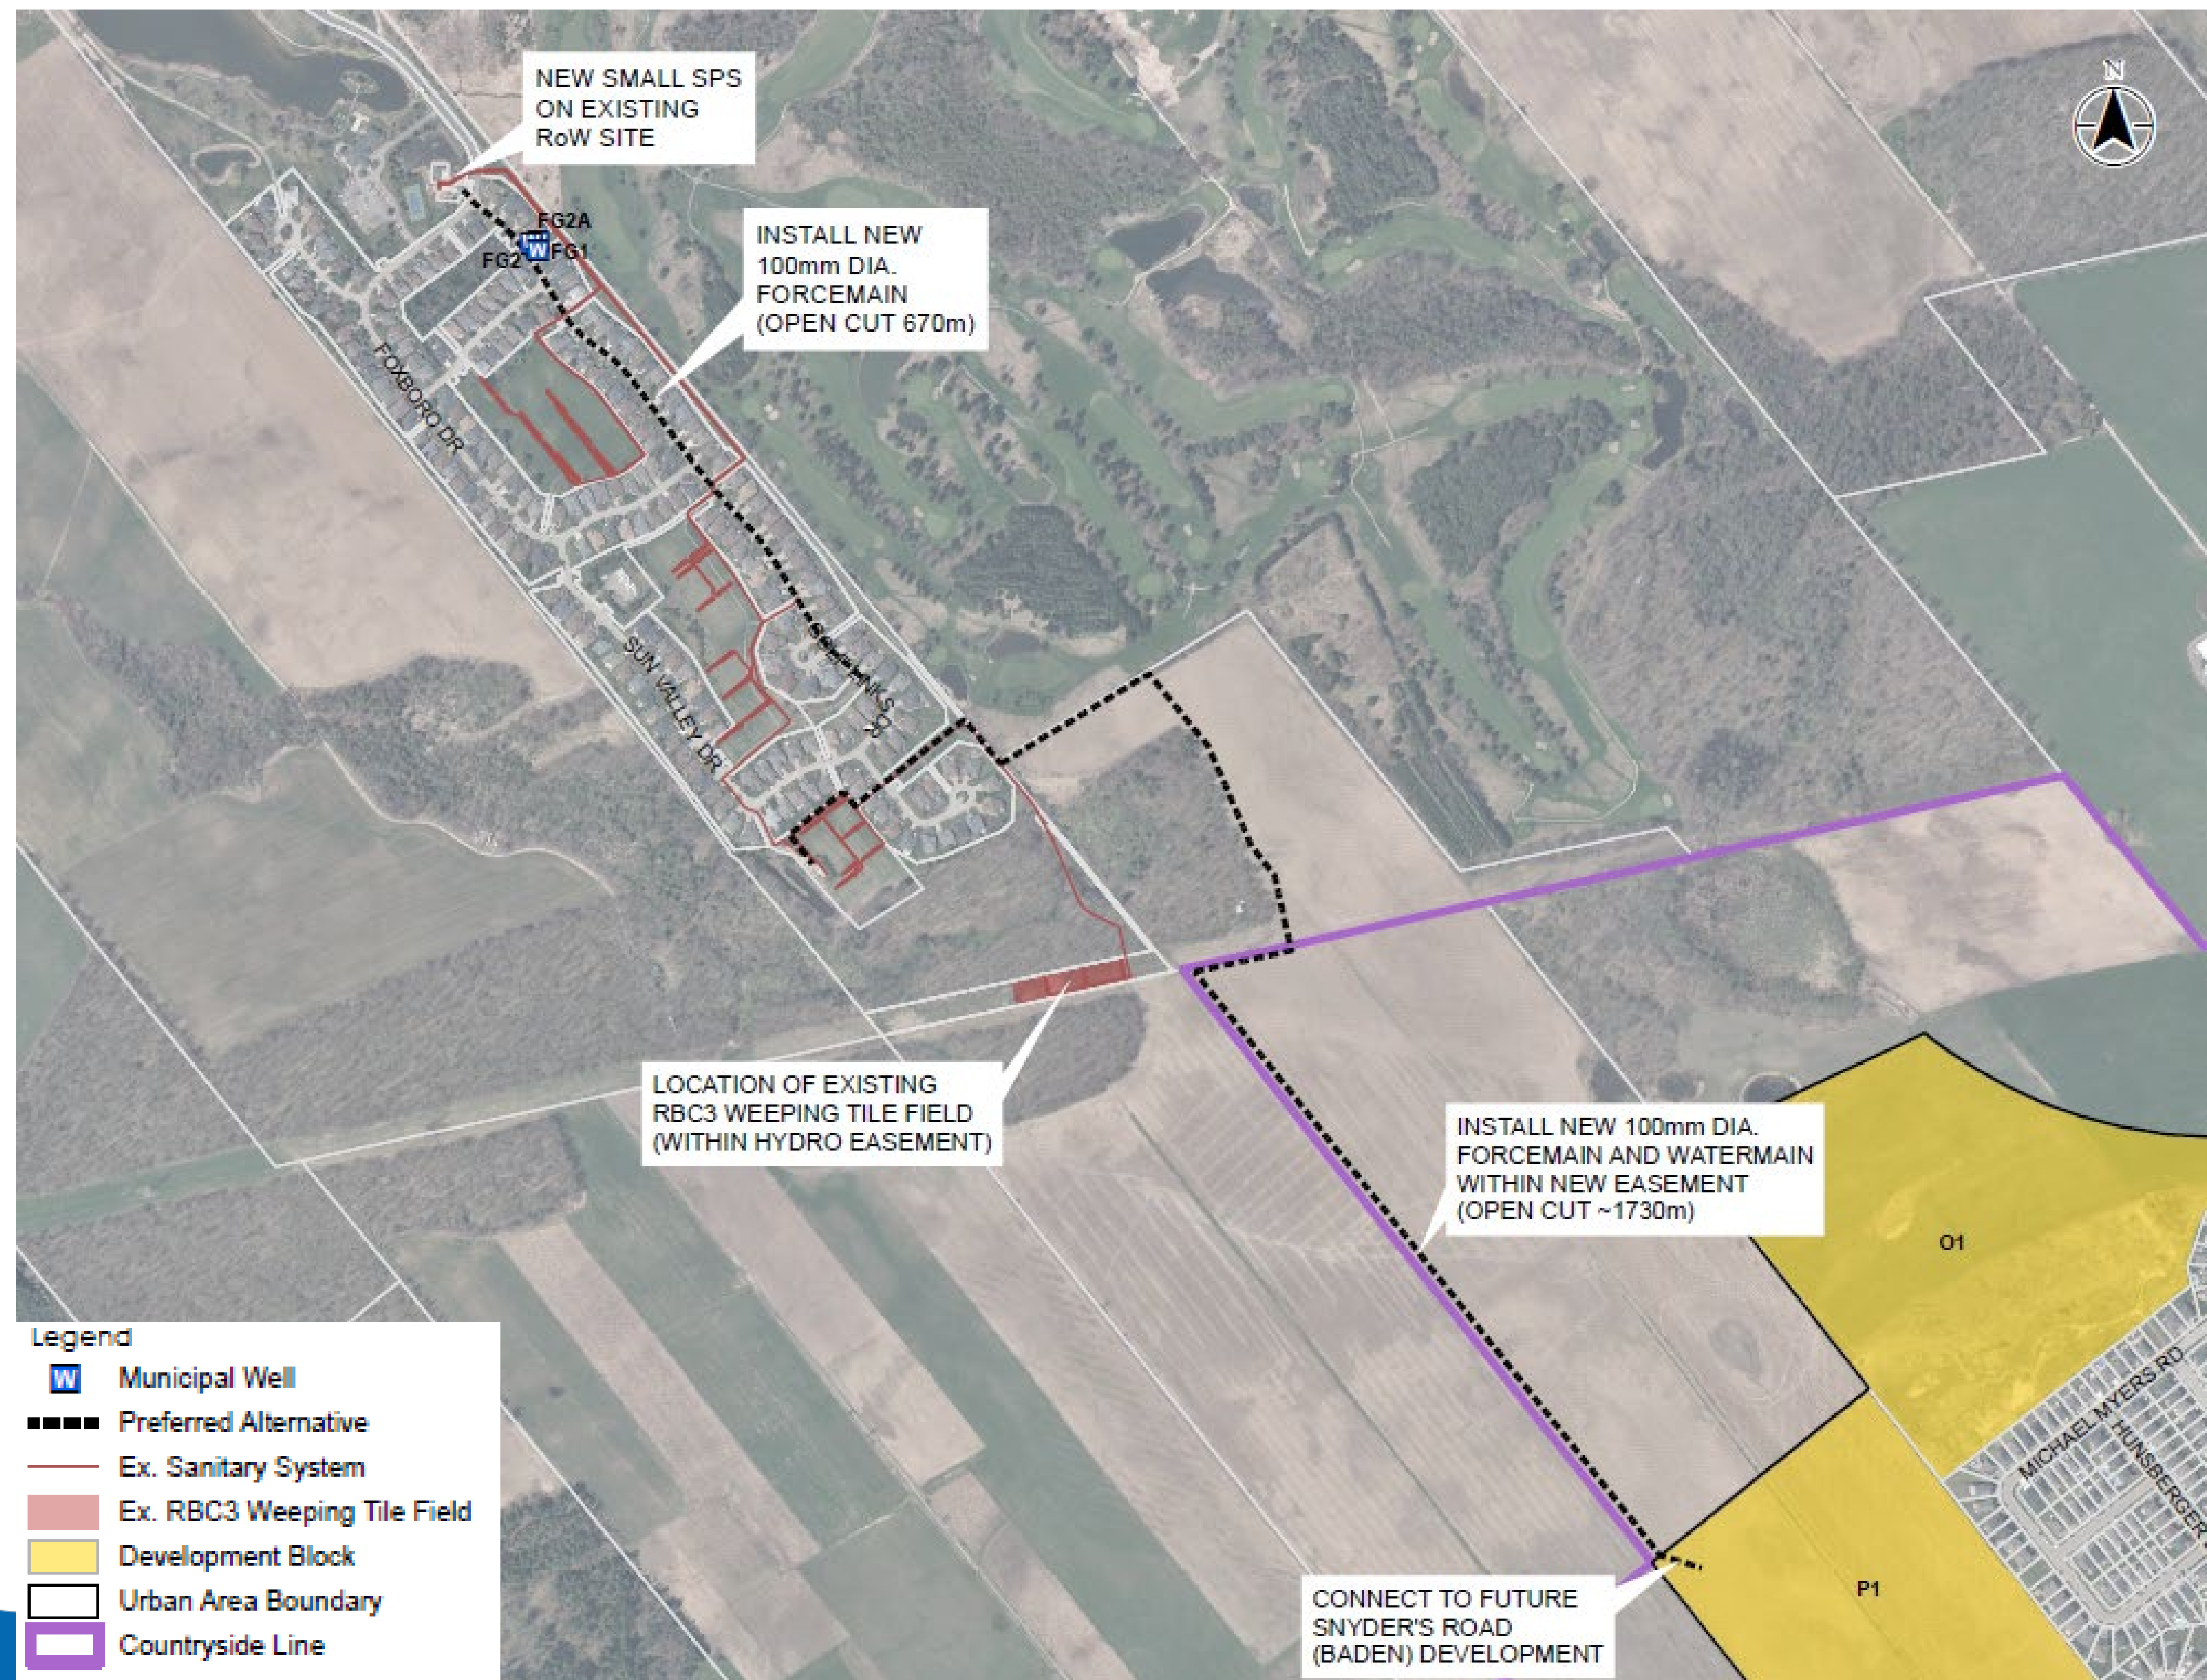 N
NEW SMALL SPS
ON EXISTING
RoW SITE
FG2A
W
FG1
FG2
INSTALL NEW
100mm DIA.
FORCEMAIN
(OPEN CUT 670m)
FOXBORO DR
SUN VALLEY DR
LOCATION OF EXISTING
RBC3 WEEPING TILE FIELD
(WITHIN HYDRO EASEMENT)
INSTALL NEW 100mm DIA.
FORCEMAIN AND WATERMAIN
WITHIN NEW EASEMENT
(OPEN CUT ~1730m)
O1
MICHAEL MYERS RD
HUNSBERGER
P1
CONNECT TO FUTURE
SNYDER'S ROAD
(BADEN) DEVELOPMENT
Legend
W Municipal Well
Preferred Alternative
Ex. Sanitary System
Ex. RBC3 Weeping Tile Field
Development Block
Urban Area Boundary
Countryside Line